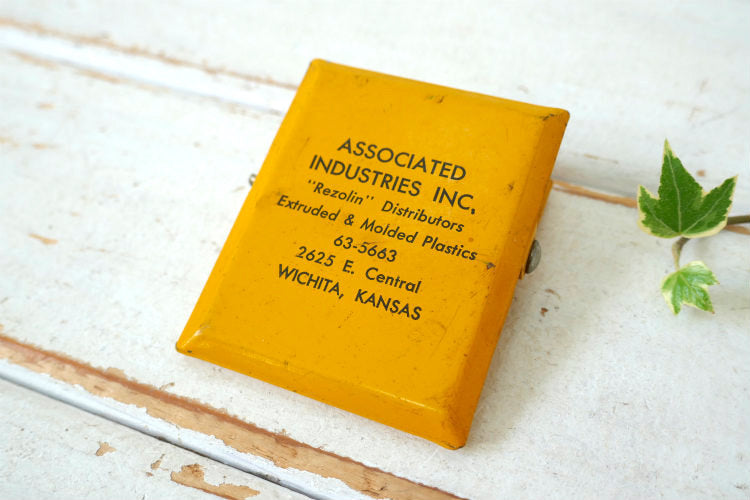 ASSOCIATED
INDUSTRIES INC,
"Rezolin" Distributors
Extruded & Molded Plastics
63-5663
2625 E. Central
WICHITA, KANSAS